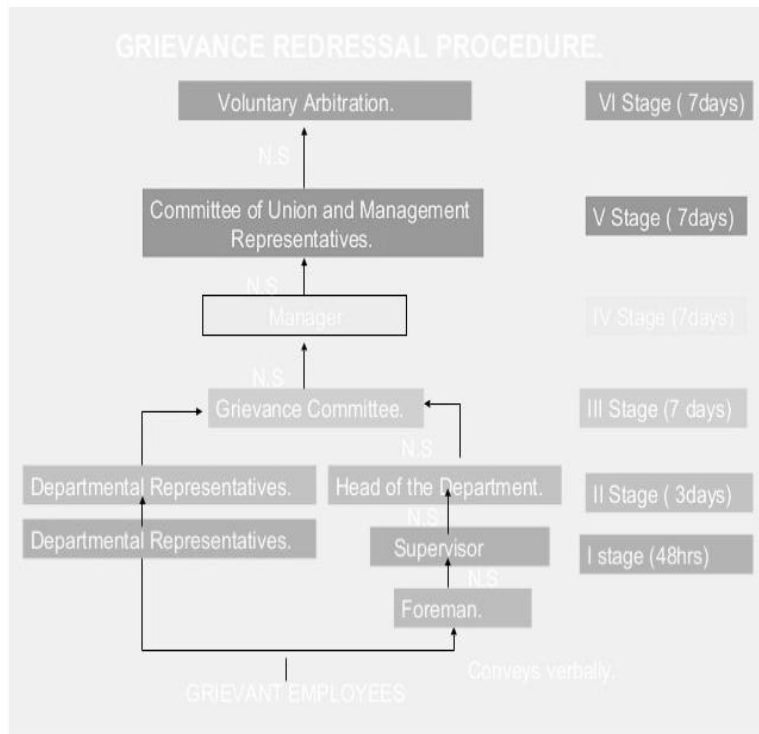 GRIEVANCE REDRESSAL PROCEDURE.
Voluntary Arbitration.
VI Stage ( 7days)
N.S
Committee of Union and Management
Representatives.
V Stage ( 7days)
N.S
Manager
IV Stage (7days)
N.S
Grievance Committee.
III Stage (7 days)
N.S
Departmental Representatives.
Head of the Department.
II Stage ( 3days)
N.S
Departmental Representatives.
Supervisor
I stage (48hrs)
N.S
Foreman.
Conveys verbally.
GRIEVANT EMPLOYEES